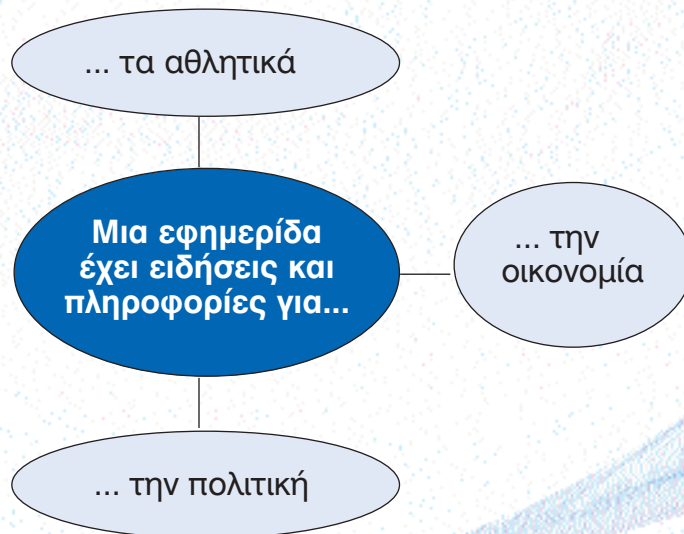 ... τα αθλητικά
Μια εφημερίδα
έχει ειδήσεις και
πληροφορίες για...
... την
οικονομία
... την πολιτική